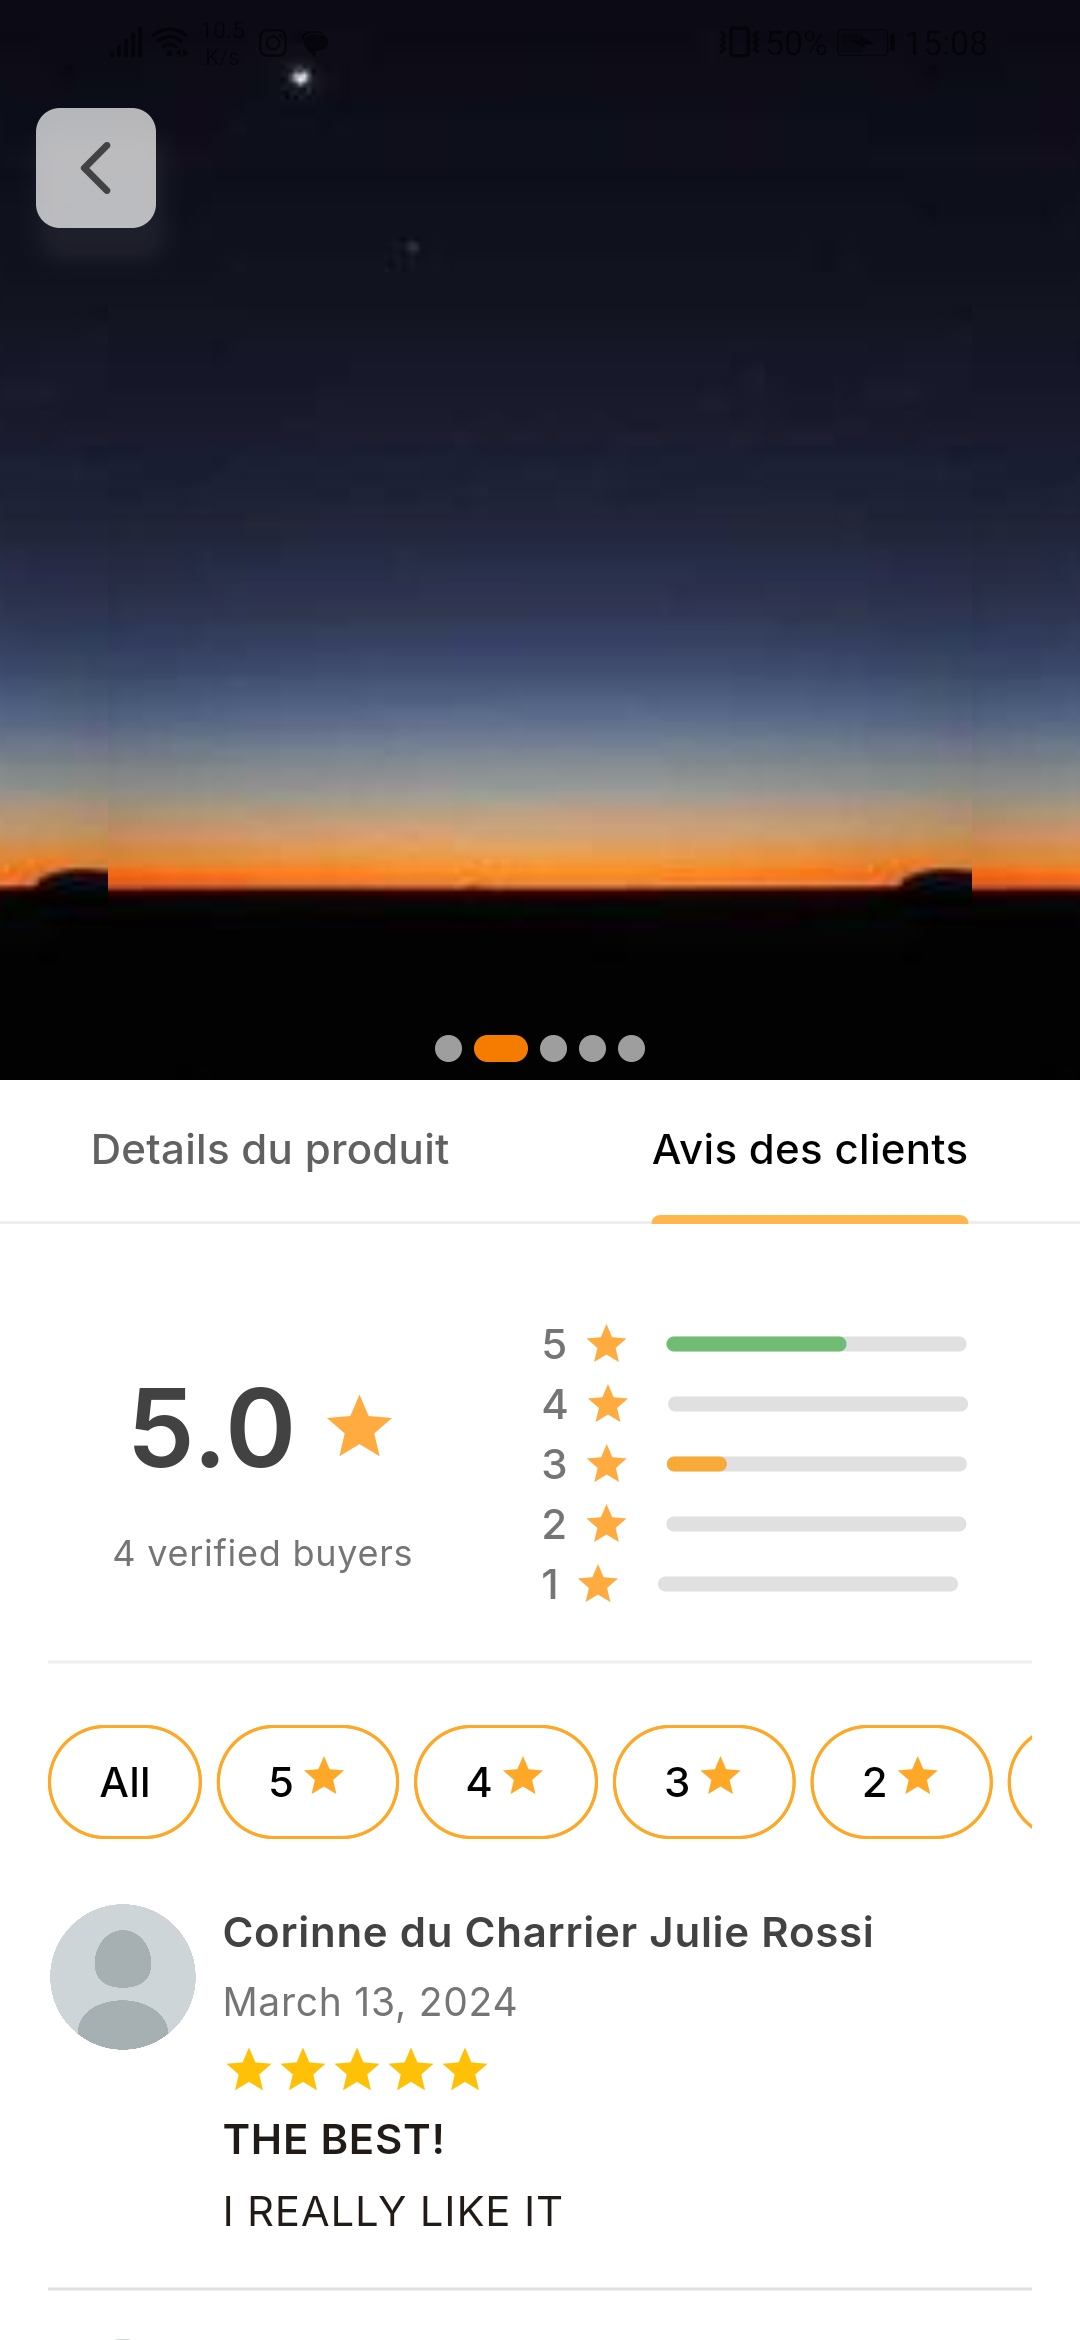 10.5
K/s
50%
15:08
Details du produit
Avis des clients
5.0
4 verified buyers
5
4
3
2
1
All
5
4
3
2
Corinne du Charrier Julie Rossi
March 13, 2024
THE BEST!
I REALLY LIKE IT